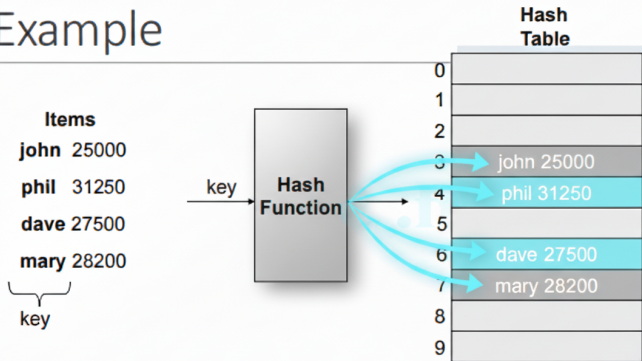 Example
Hash
Table
Items
john 25000
phil 31250
dave 27500
mary 28200
key
key
Hash
Function
0
1
2
3 john 25000
4 phil 31250
5
6 dave 27500
7 mary 28200
8
9